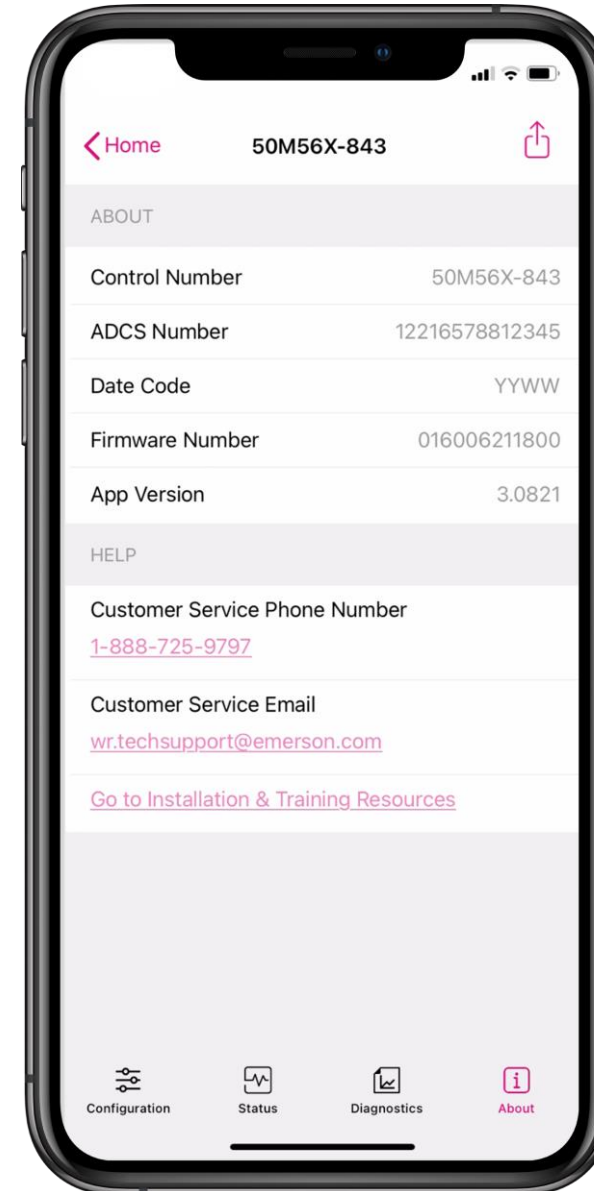 Home
50M56X-843
ABOUT
Control Number 50M56X-843
ADCS Number 12216578812345
Date Code YYWW
Firmware Number 016006211800
App Version 3.0821
HELP
Customer Service Phone Number
1-888-725-9797
Customer Service Email
wr.techsupport@emerson.com
Go to Installation & Training Resources
Configuration Status Diagnostics About